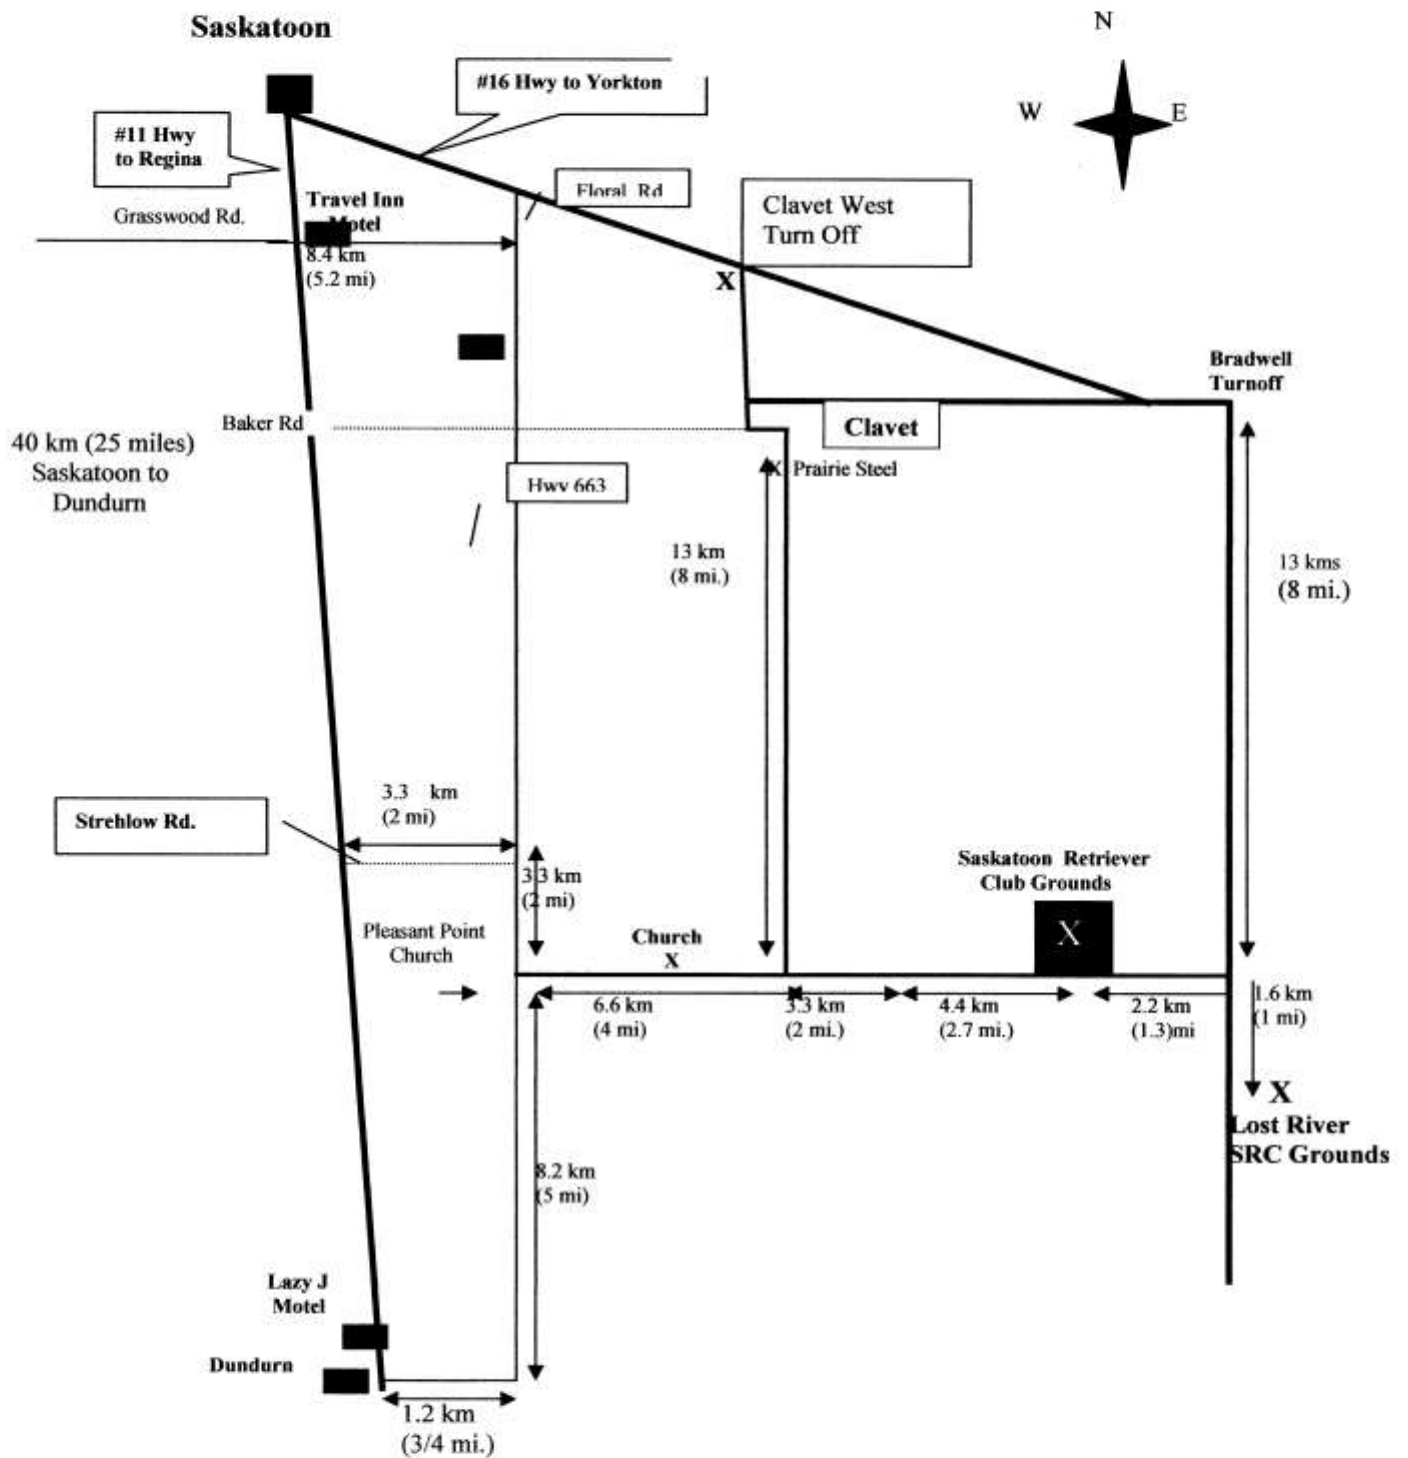 Saskatoon
N
#16 Hwy to Yorkton
W
E
#11 Hwy
to Regina
Floral Rd
Travel Inn
Motel
Grasswood Rd.
Clavet West
Turn Off
8.4 km
(5.2 mi)
X
Bradwell
Turnoff
Baker Rd
Clavet
40 km (25 miles)
Saskatoon to
Dundurn
X Prairie Steel
Hwy 663
13 km
(8 mi.)
13 kms
(8 mi.)
3.3 km
(2 mi)
Strehlow Rd.
3.3 km
(2 mi)
Saskatoon Retriever
Club Grounds
X
Pleasant Point
Church
Church
X
6.6 km
(4 mi)
3.3 km
(2 mi.)
4.4 km
(2.7 mi.)
2.2 km
(1.3)mi
1.6 km
(1 mi)
X
Lost River
SRC Grounds
8.2 km
(5 mi)
Lazy J
Motel
Dundurn
1.2 km
(3/4 mi.)